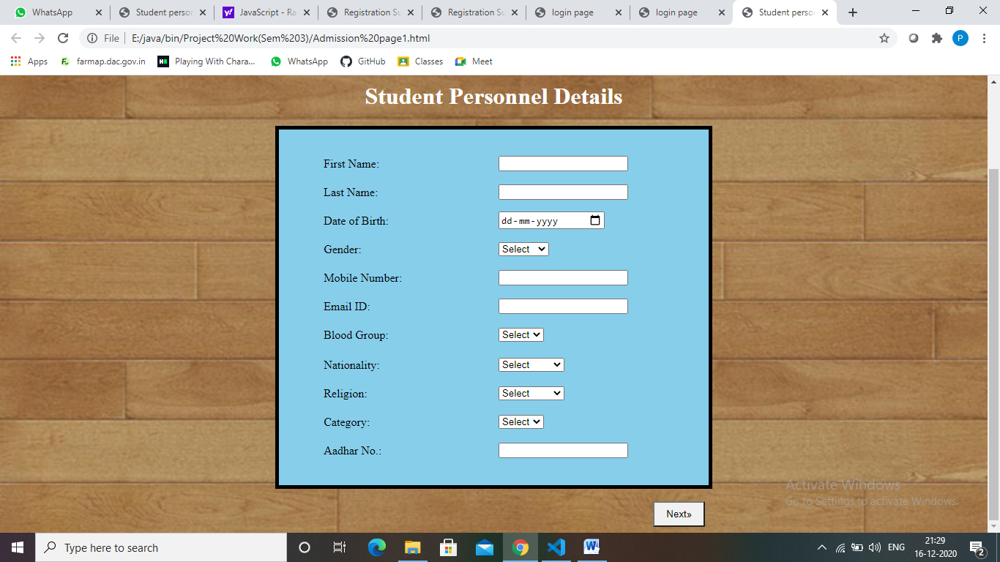 WhatsApp
Student person
JavaScript - Ra
Registration Su
Registration Su
login page
login page
Student person
File
E:/java/bin/Project%20Work(Sem%203)/Admission%20page1.html
P
Apps
farmap.dac.gov.in
Playing With Chara...
WhatsApp
GitHub
Classes
Meet
Student Personnel Details
First Name:
Last Name:
Date of Birth: dd-mm-yyyy
Gender: Select
Mobile Number:
Email ID:
Blood Group: Select
Nationality: Select
Religion: Select
Category: Select
Aadhar No.:
Activate Windows
Go to Settings to activate Windows.
Next»
Type here to search
ENG
21:29
16-12-2020
2